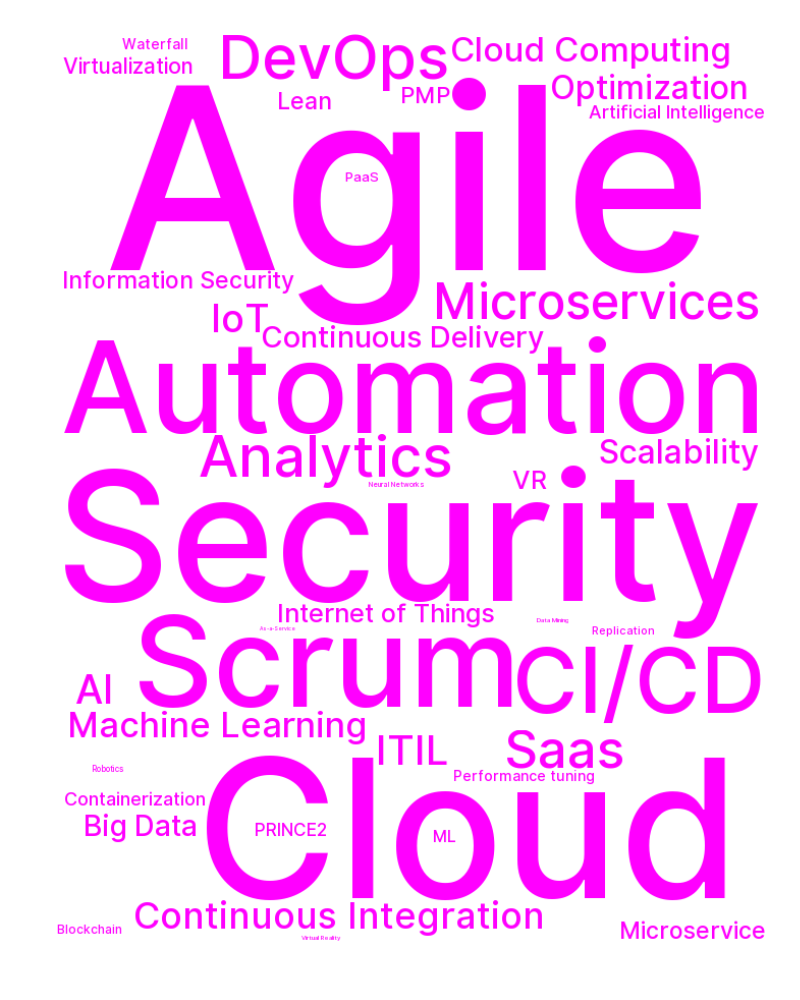 Waterfall
DevOps
Cloud Computing
Virtualization
Optimization
Lean
PMP
Artificial Intelligence
Agile
PaaS
Information Security
Microservices
IoT
Continuous Delivery
Automation
Analytics
Scalability
VR
Neural Networks
Security
Internet of Things
Data Mining
As-a-Service
Replication
Scrum
CI/CD
AI
Machine Learning
ITIL
Saas
Robotics
Performance tuning
Containerization
Cloud
Big Data
PRINCE2
ML
Continuous Integration
Blockchain
Microservice
Virtual Reality